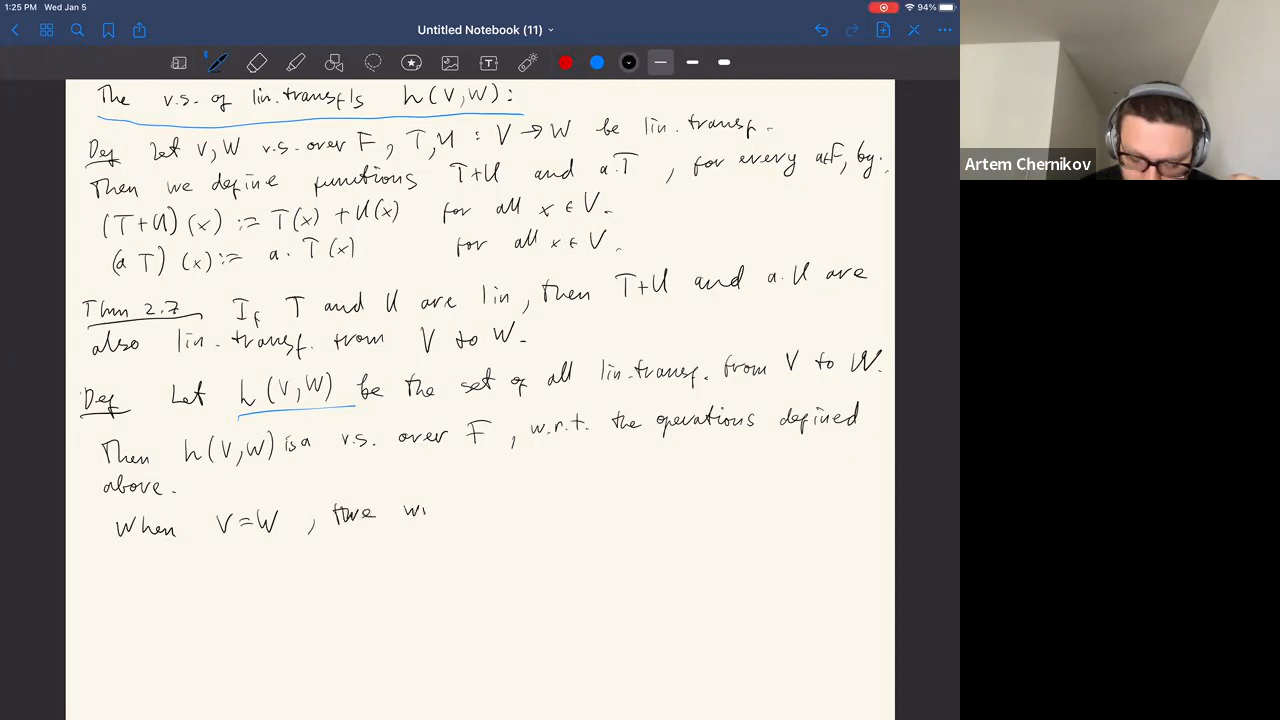 1:25 PM Wed Jan 5
94%
Untitled Notebook (11)
Artem Chernikov
The v.s. of lin. transf's L(V,W):
Def Let V, W v.s. over F, T, U : V → W be lin. transf.
Then we define functions T+U and a.T, for every a∈F, by:
(T+U)(x) := T(x) + U(x) for all x ∈ V.
(a T)(x) := a. T(x) for all x ∈ V.
Thm 2.7 If T and U are lin, then T+U and a.U are
also lin. transf. from V to W.
Def Let L(V,W) be the set of all lin. transf. from V to W.
Then L(V,W) is a v.s. over F, w.r.t. the operations defined
above.
When V=W,